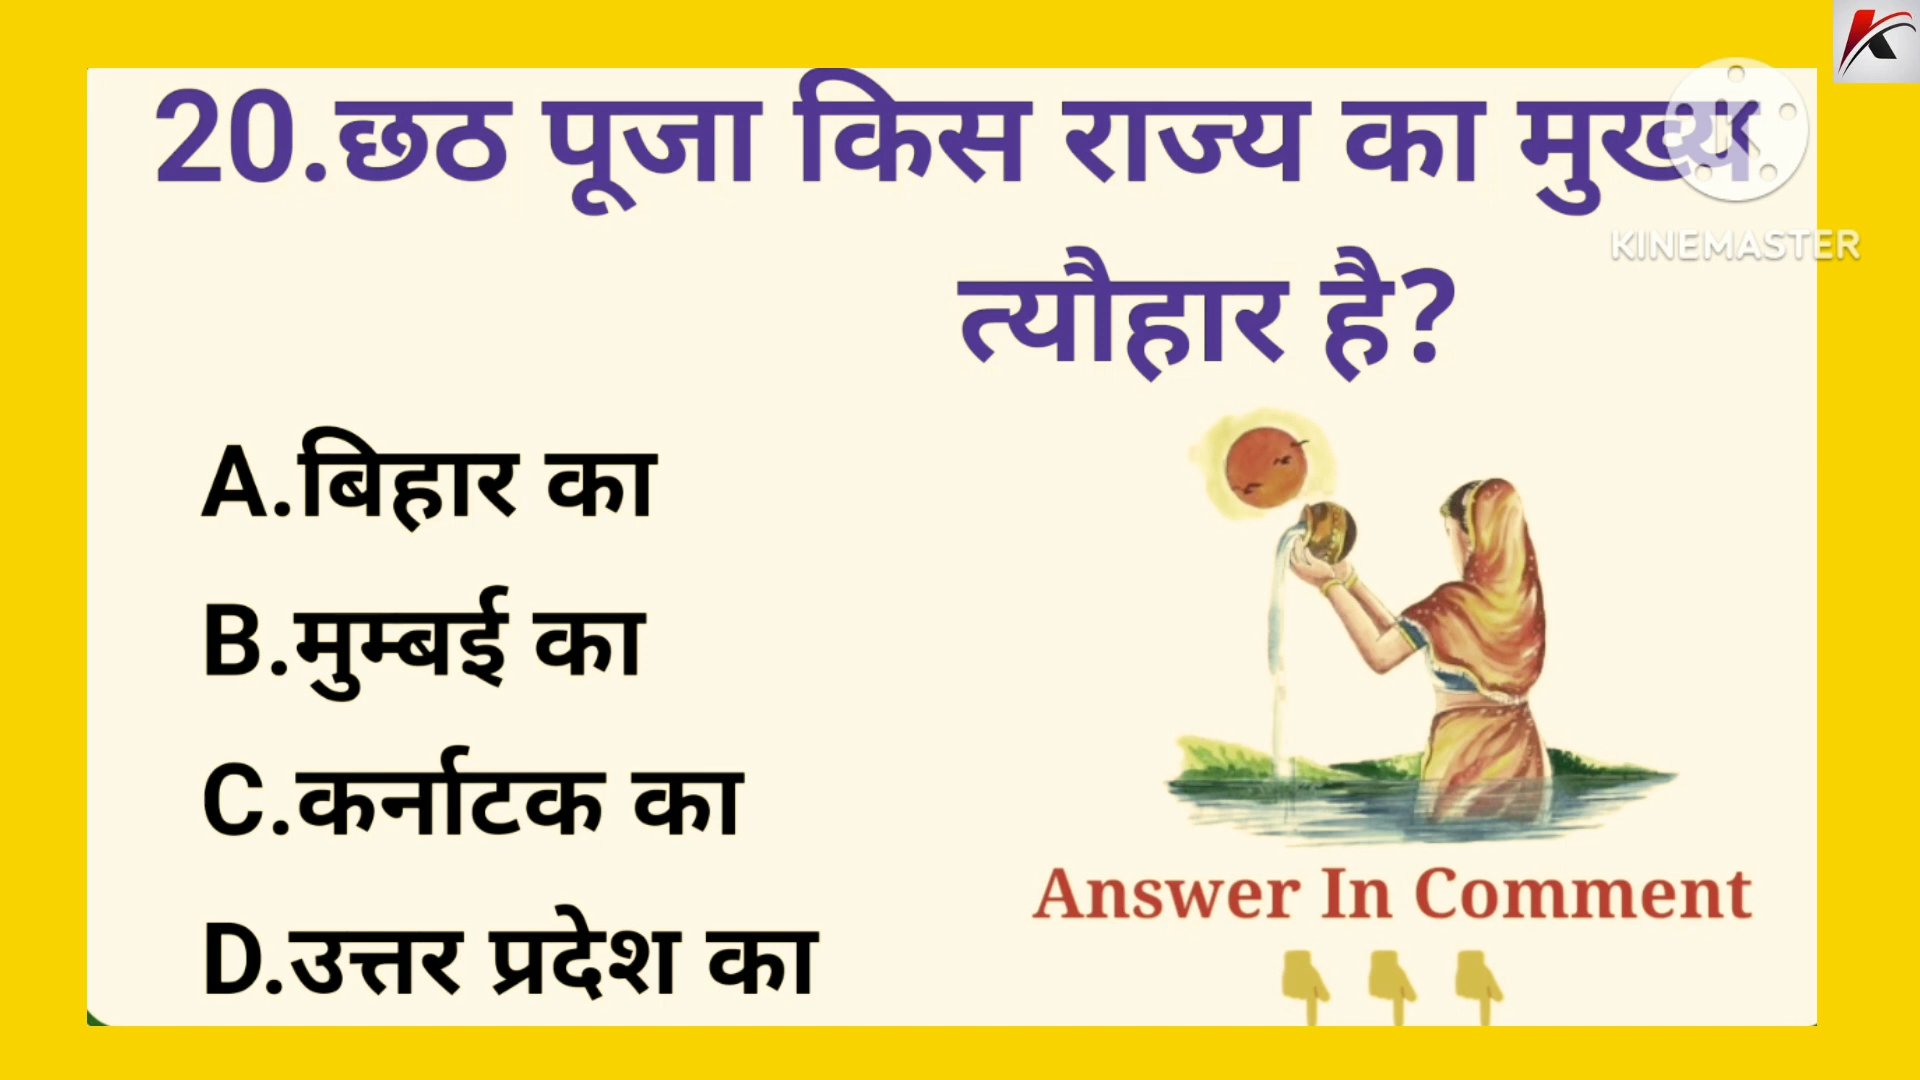 20.छठ पूजा किस राज्य का मुख्य
त्यौहार है?
KINEMASTER
A.बिहार का
B.मुम्बई का
C.कर्नाटक का
D.उत्तर प्रदेश का
Answer In Comment